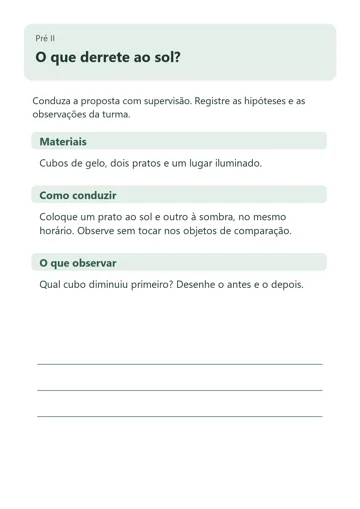 Pré II
O que derrete ao sol?
Conduza a proposta com supervisão. Registre as hipóteses e as
observações da turma.
Materiais
Cubos de gelo, dois pratos e um lugar iluminado.
Como conduzir
Coloque um prato ao sol e outro à sombra, no mesmo
horário. Observe sem tocar nos objetos de comparação.
O que observar
Qual cubo diminuiu primeiro? Desenhe o antes e o depois.